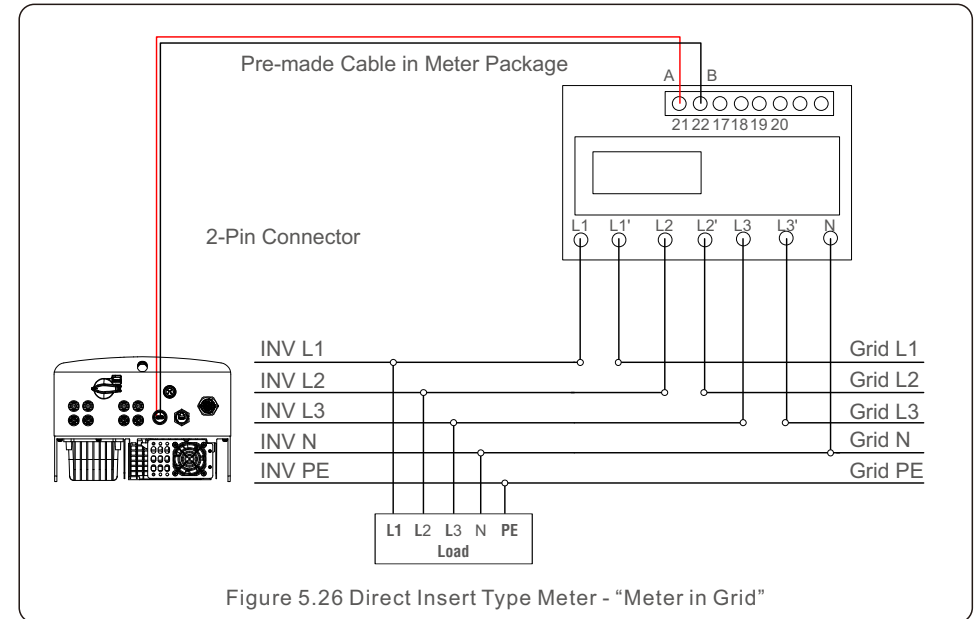 Pre-made Cable in Meter Package
A B
21 22 17 18 19 20
2-Pin Connector
L1 L1' L2 L2' L3 L3' N
INV L1 Grid L1
INV L2 Grid L2
INV L3 Grid L3
INV N Grid N
INV PE Grid PE
L1 L2 L3 N PE
Load
Figure 5.26 Direct Insert Type Meter - “Meter in Grid”